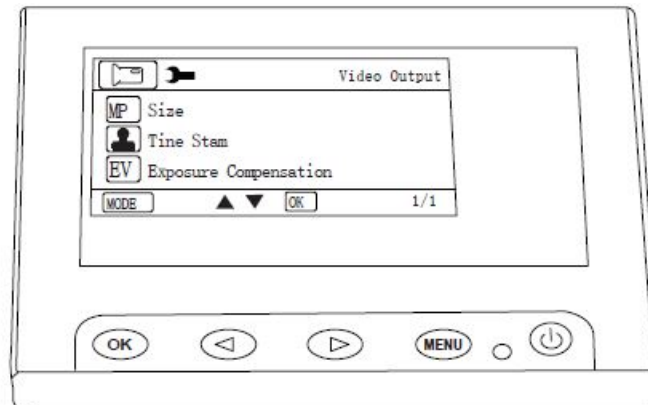 Video Output
MP Size
Tine Stam
EV Exposure Compensation
MODE OK 1/1
OK MENU